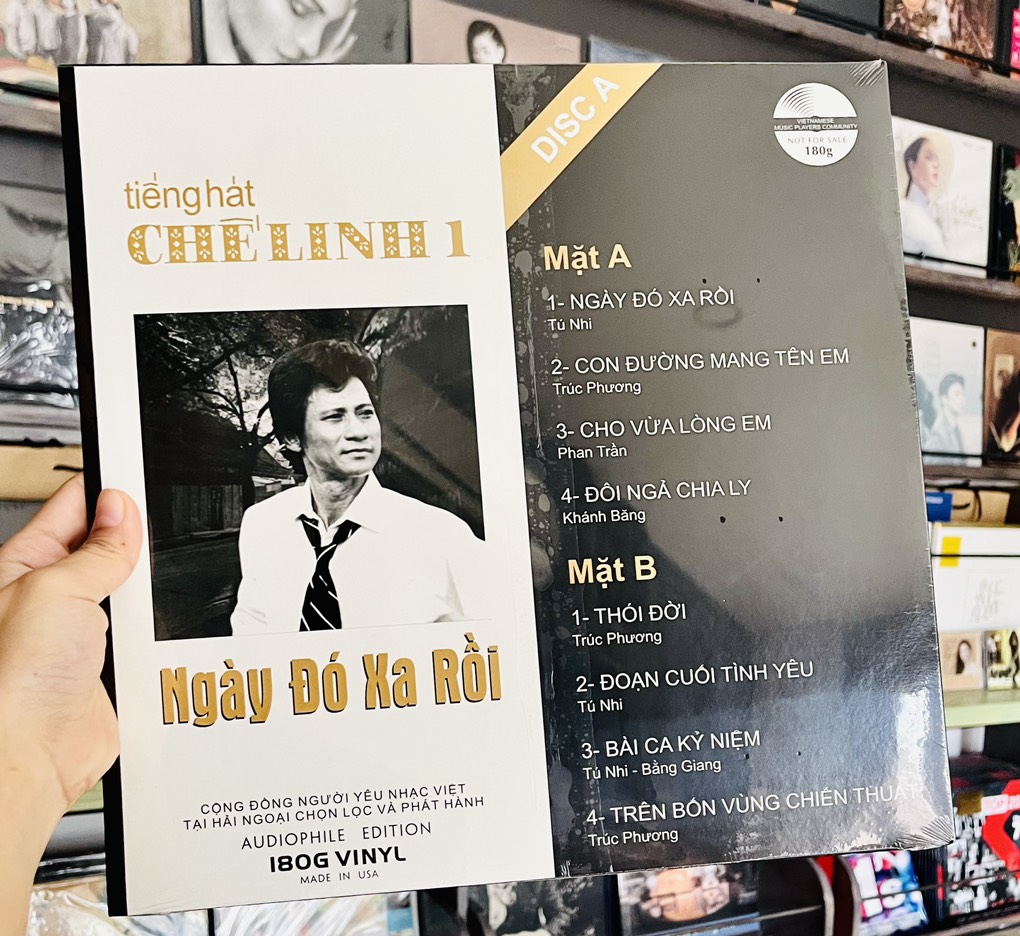 tiếng hát
CHẾ LINH 1
Ngày Đó Xa Rồi
CỘNG ĐỒNG NGƯỜI YÊU NHẠC VIỆT
TẠI HẢI NGOẠI CHỌN LỌC VÀ PHÁT HÀNH
AUDIOPHILE EDITION
180G VINYL
MADE IN USA
DISC A
VIETNAMESE
MUSIC PLAYERS COMMUNITY
NOT FOR SALE
180g
Mặt A
1- NGÀY ĐÓ XA RỒI
Tú Nhi
2- CON ĐƯỜNG MANG TÊN EM
Trúc Phương
3- CHO VỪA LÒNG EM
Phan Trần
4- ĐÔI NGẢ CHIA LY
Khánh Băng
Mặt B
1- THÓI ĐỜI
Trúc Phương
2- ĐOẠN CUỐI TÌNH YÊU
Tú Nhi
3- BÀI CA KỶ NIỆM
Tú Nhi - Bằng Giang
4- TRÊN BỐN VÙNG CHIẾN THUẬT
Trúc Phương